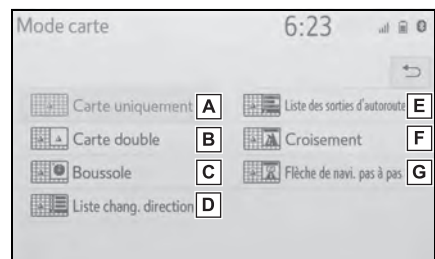 Mode carte 6:23
Carte uniquement A
Carte double B
Boussole C
Liste chang. direction D
Liste des sorties d'autoroute E
Croisement F
Flèche de navi. pas à pas G